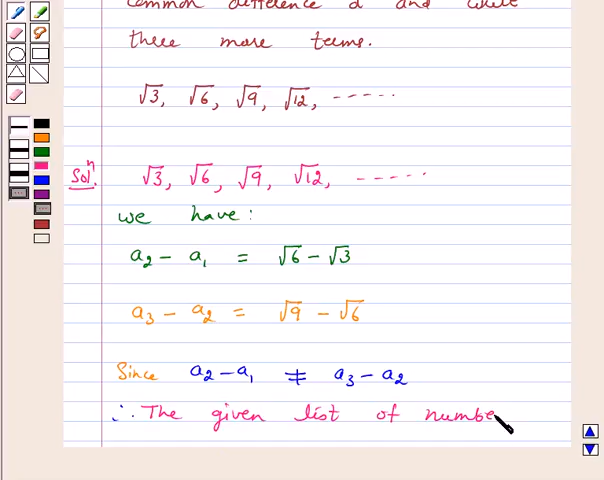 common difference d and write
three more terms.
√3, √6, √9, √12, -----
Solⁿ. √3, √6, √9, √12, -----
we have:
a₂ - a₁ = √6 - √3
a₃ - a₂ = √9 - √6
Since a₂ - a₁ ≠ a₃ - a₂
∴ The given list of numbe